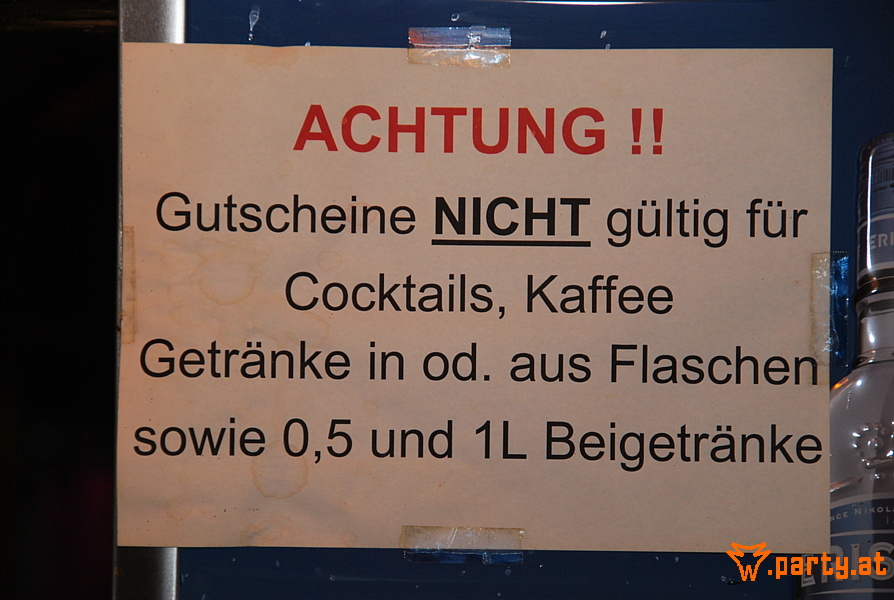 ACHTUNG !!
Gutscheine NICHT gültig für
Cocktails, Kaffee
Getränke in od. aus Flaschen
sowie 0,5 und 1L Beigetränke
.party.at